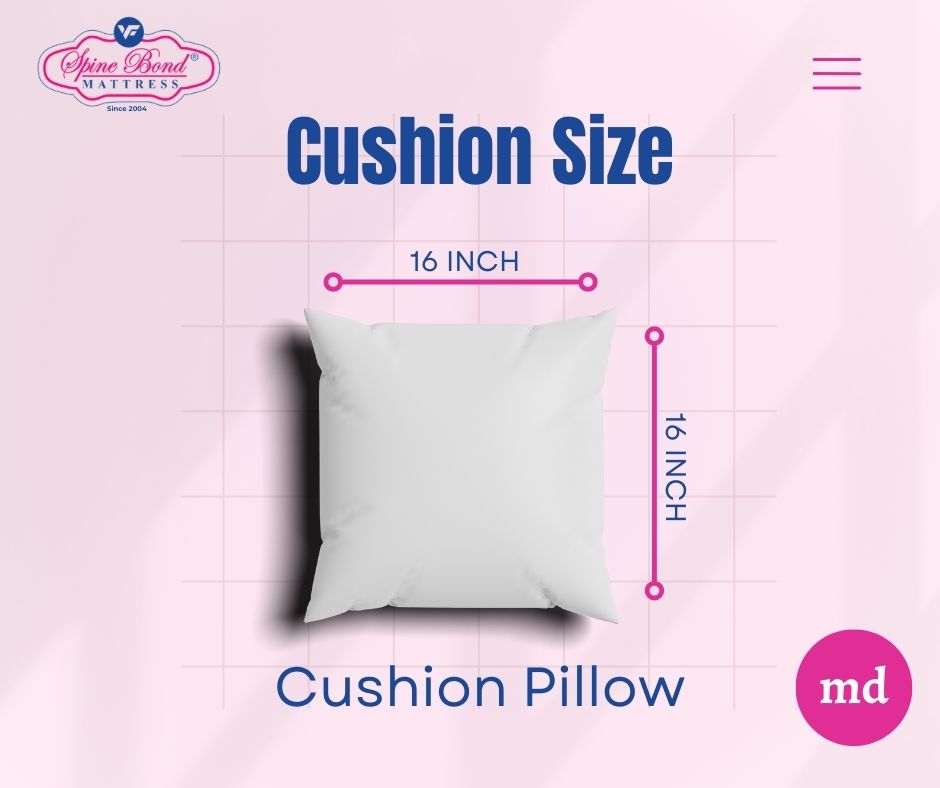 VF
Spine Bond®
MATTRESS
Since 2004
Cushion Size
16 INCH
16 INCH
Cushion Pillow
md